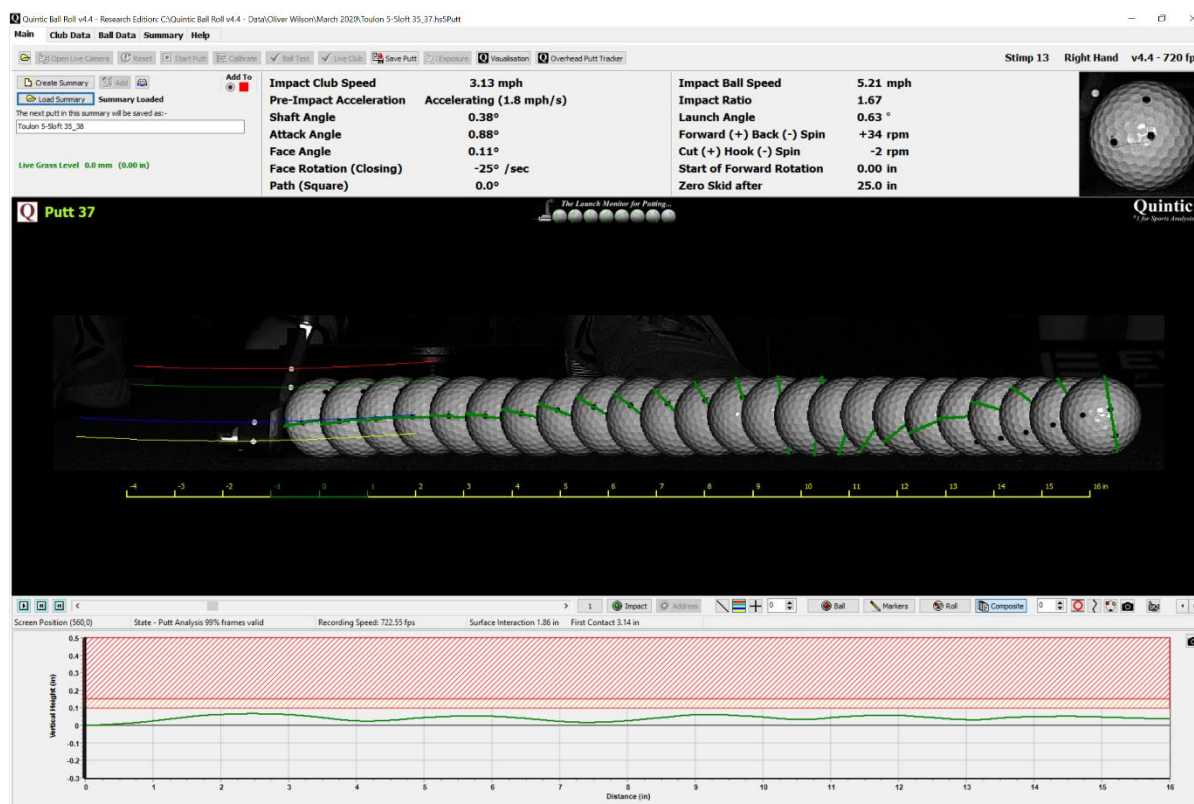 Quintic Ball Roll v4.4 - Research Edition: C:\Quintic Ball Roll v4.4 - Data\Oliver Wilson\March 2020\Toulon 5-5loft 35_37.hs5Putt
Main Club Data Ball Data Summary Help
Open Live Camera Reset Start Putt Calibrate Ball Test Live Club Save Putt Exposure Visualisation Overhead Putt Tracker Stimp 13 Right Hand v4.4 - 720 fp
Create Summary Add Add To
Load Summary Summary Loaded
The next putt in this summary will be saved as:-
Toulon 5-5loft 35_38
Live Grass Level 0.0 mm (0.00 in)
Impact Club Speed 3.13 mph
Pre-Impact Acceleration Accelerating (1.8 mph/s)
Shaft Angle 0.38°
Attack Angle 0.88°
Face Angle 0.11°
Face Rotation (Closing) -25° /sec
Path (Square) 0.0°
Impact Ball Speed 5.21 mph
Impact Ratio 1.67
Launch Angle 0.63 °
Forward (+) Back (-) Spin +34 rpm
Cut (+) Hook (-) Spin -2 rpm
Start of Forward Rotation 0.00 in
Zero Skid after 25.0 in
Q Putt 37
The Launch Monitor for Putting...
Quintic
#1 for Sports Analysis
-4 -3 -2 -1 0 1 2 3 4 5 6 7 8 9 10 11 12 13 14 15 16 in
1 Impact Address 0 Ball Markers Roll Composite 0
Screen Position (560,0) State - Putt Analysis 99% frames valid Recording Speed: 722.55 fps Surface Interaction 1.86 in First Contact 3.14 in
Vertical Height (in)
0.5
0.4
0.3
0.2
0.1
0
-0.1
-0.2
-0.3
0 1 2 3 4 5 6 7 8 9 10 11 12 13 14 15 16
Distance (in)